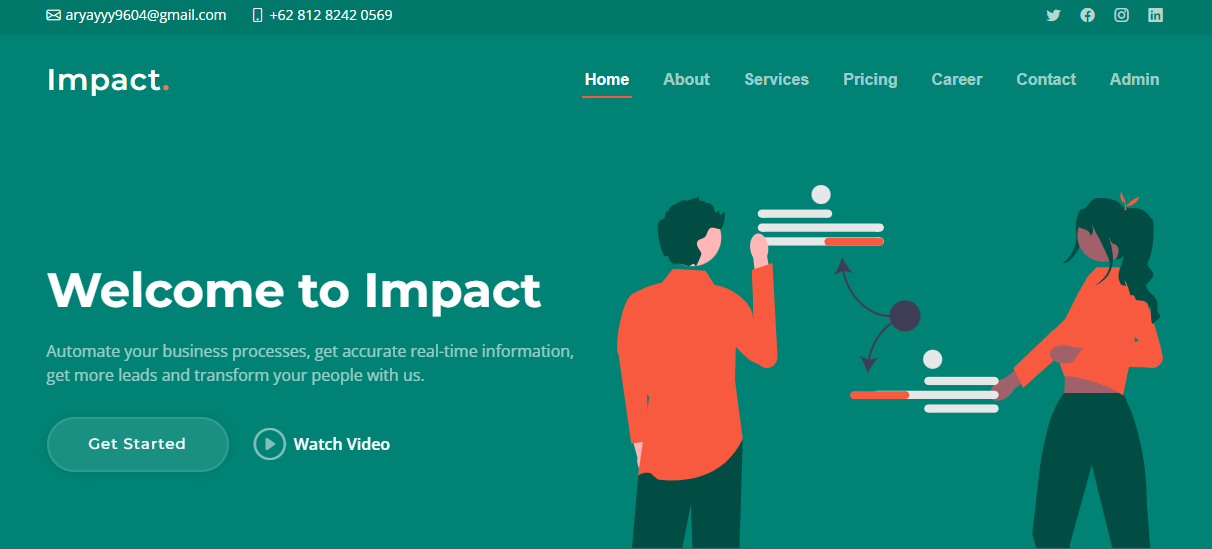 aryayyy9604@gmail.com +62 812 8242 0569
Impact.
Home About Services Pricing Career Contact Admin
Welcome to Impact
Automate your business processes, get accurate real-time information,
get more leads and transform your people with us.
Get Started Watch Video